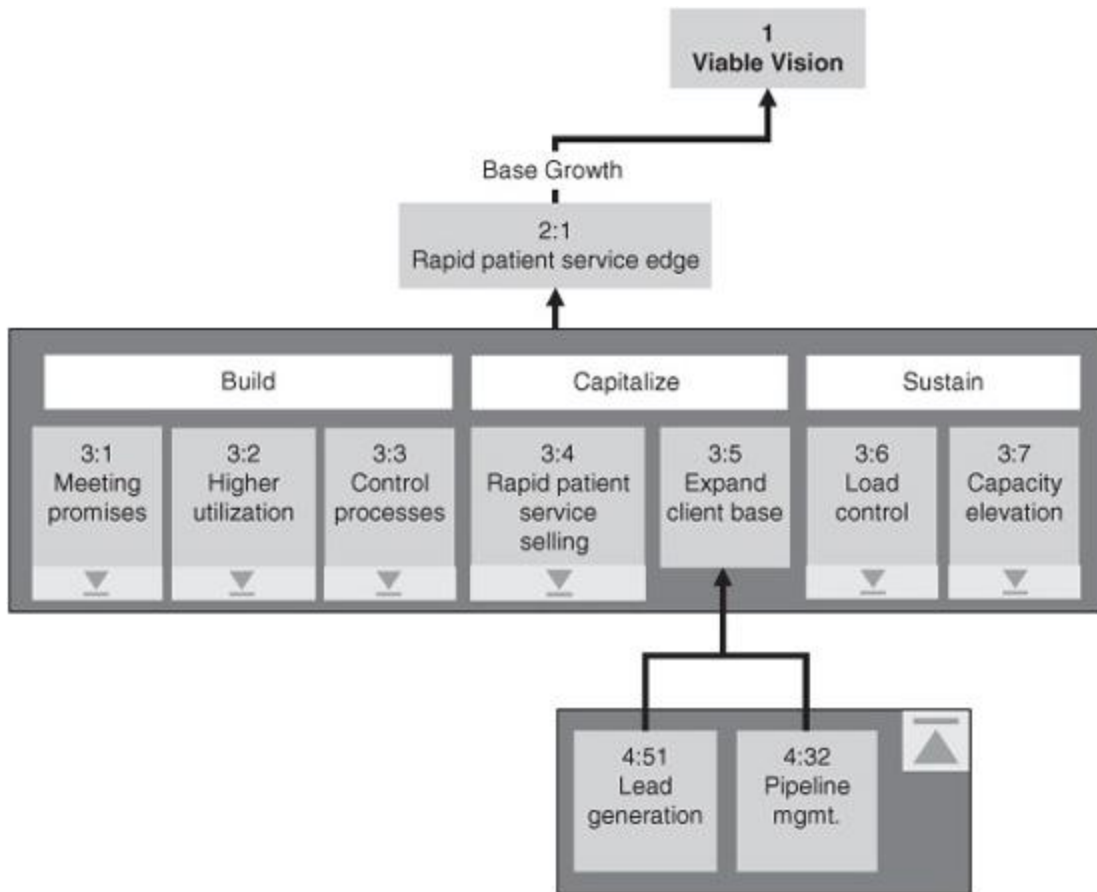 1
Viable Vision
Base Growth
2:1
Rapid patient service edge
Build
Capitalize
Sustain
3:1
Meeting
promises
3:2
Higher
utilization
3:3
Control
processes
3:4
Rapid patient
service
selling
3:5
Expand
client base
3:6
Load
control
3:7
Capacity
elevation
4:51
Lead
generation
4:32
Pipeline
mgmt.